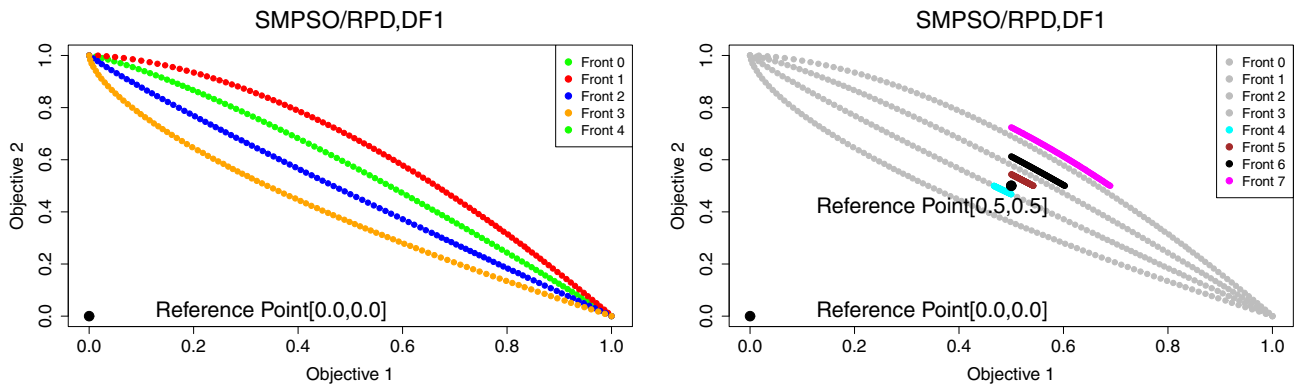 SMPSO/RPD,DF1
Objective 2
0.0
0.2
0.4
0.6
0.8
1.0
Front 0
Front 1
Front 2
Front 3
Front 4
Reference Point[0.0,0.0]
0.0
0.2
0.4
0.6
0.8
1.0
Objective 1
SMPSO/RPD,DF1
Objective 2
0.0
0.2
0.4
0.6
0.8
1.0
Front 0
Front 1
Front 2
Front 3
Front 4
Front 5
Front 6
Front 7
Reference Point[0.5,0.5]
Reference Point[0.0,0.0]
0.0
0.2
0.4
0.6
0.8
1.0
Objective 1